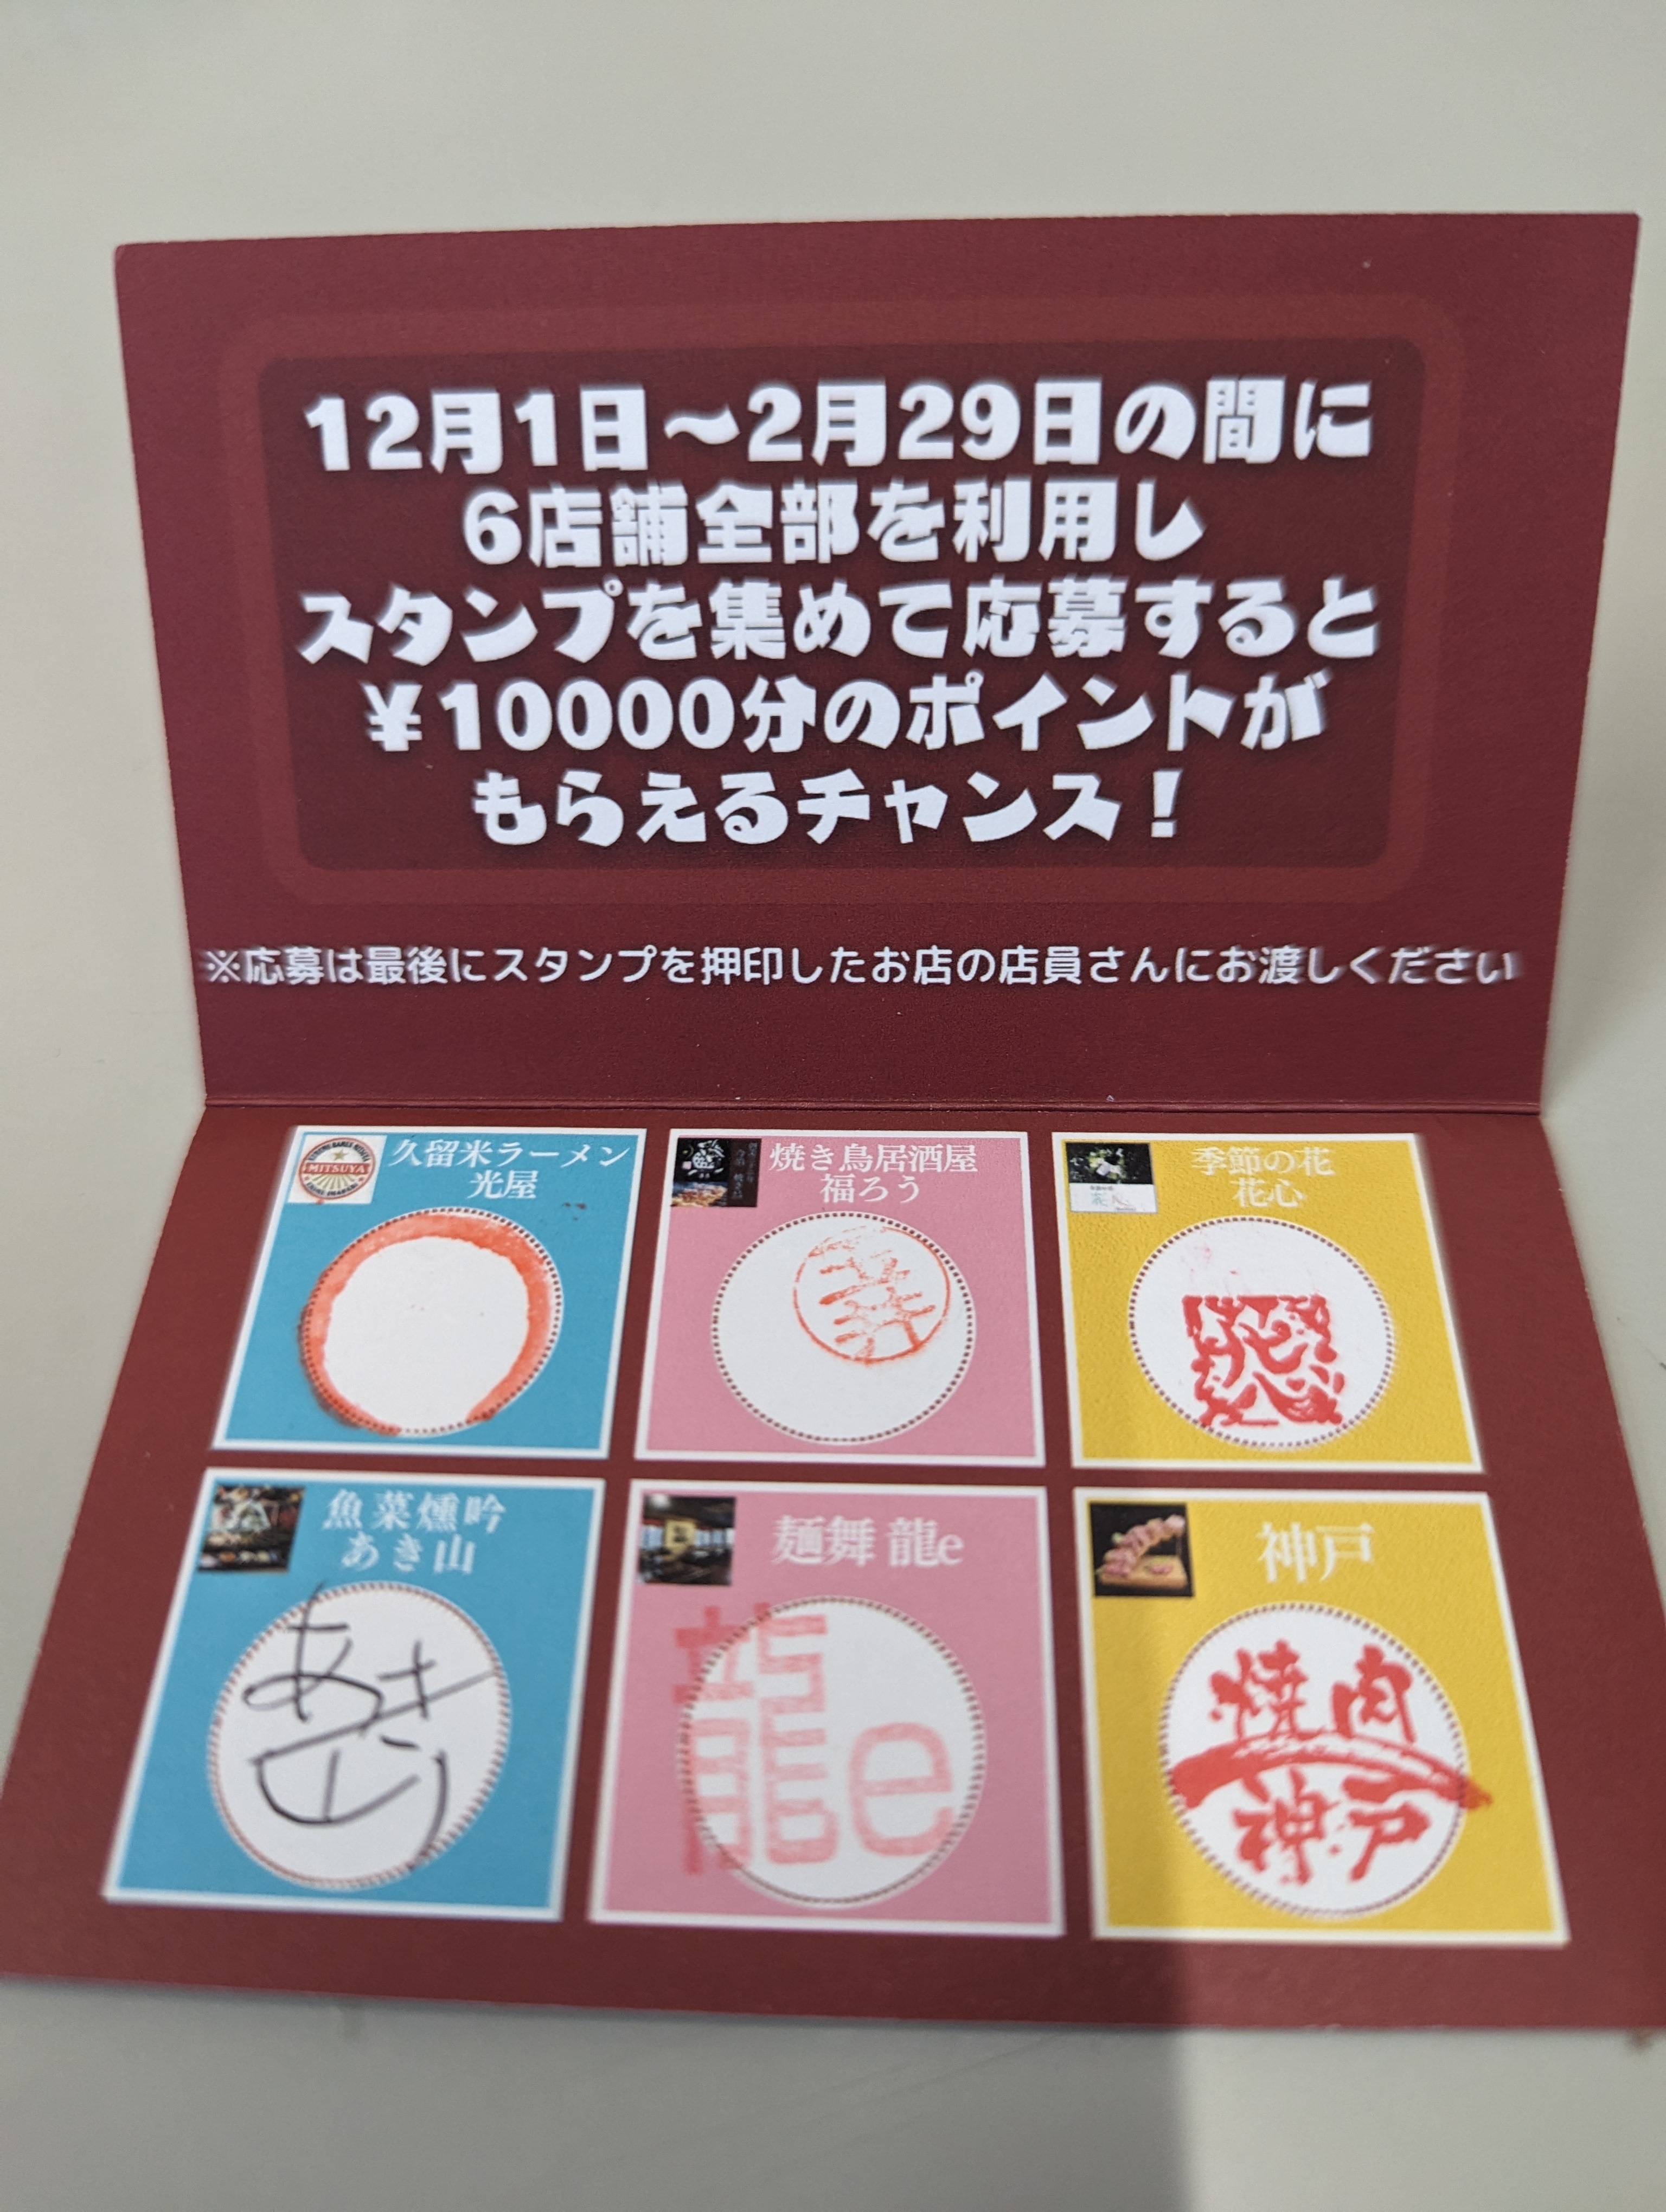 12月1日～2月29日の間に
6店舗全部を利用し
スタンプを集めて応募すると
¥10000分のポイントが
もらえるチャンス！
※応募は最後にスタンプを押印したお店の店員さんにお渡しください
MITSUYA
久留米ラーメン
光屋
焼き鳥居酒屋
福ろう
季節の花
花心
魚菜燻吟
あき山
あき
山
麺舞 龍e
龍e
神戸
焼肉
神戸